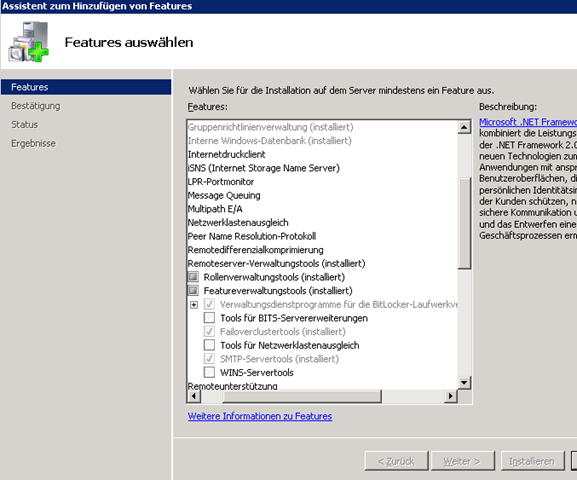 Assistent zum Hinzufügen von Features
Features auswählen
Features
Bestätigung
Status
Ergebnisse
Wählen Sie für die Installation auf dem Server mindestens ein Feature aus.
Features:
Gruppenrichtlinienverwaltung (installiert)
Interne Windows-Datenbank (installiert)
Internetdruckclient
iSNS (Internet Storage Name Server)
LPR-Portmonitor
Message Queuing
Multipath E/A
Netzwerklastenausgleich
Peer Name Resolution-Protokoll
Remotedifferenzialkomprimierung
Remoteserver-Verwaltungstools (installiert)
Rollenverwaltungstools (installiert)
Featureverwaltungstools (installiert)
Verwaltungsdienstprogramme für die BitLocker-Laufwerkve
Tools für BITS-Servererweiterungen
Failoverclustertools (installiert)
Tools für Netzwerklastenausgleich
SMTP-Servertools (installiert)
WINS-Servertools
Remoteunterstützung
Weitere Informationen zu Features
Beschreibung:
Microsoft .NET Framewo
kombiniert die Leistungs
der .NET Framework 2.0
neuen Technologien zum
Anwendungen mit anspr
Benutzeroberflächen, di
persönlichen Identitätsin
der Kunden schützen, n
sichere Kommunikation u
und das Entwerfen eine
Geschäftsprozessen erm
< Zurück
Weiter >
Installieren